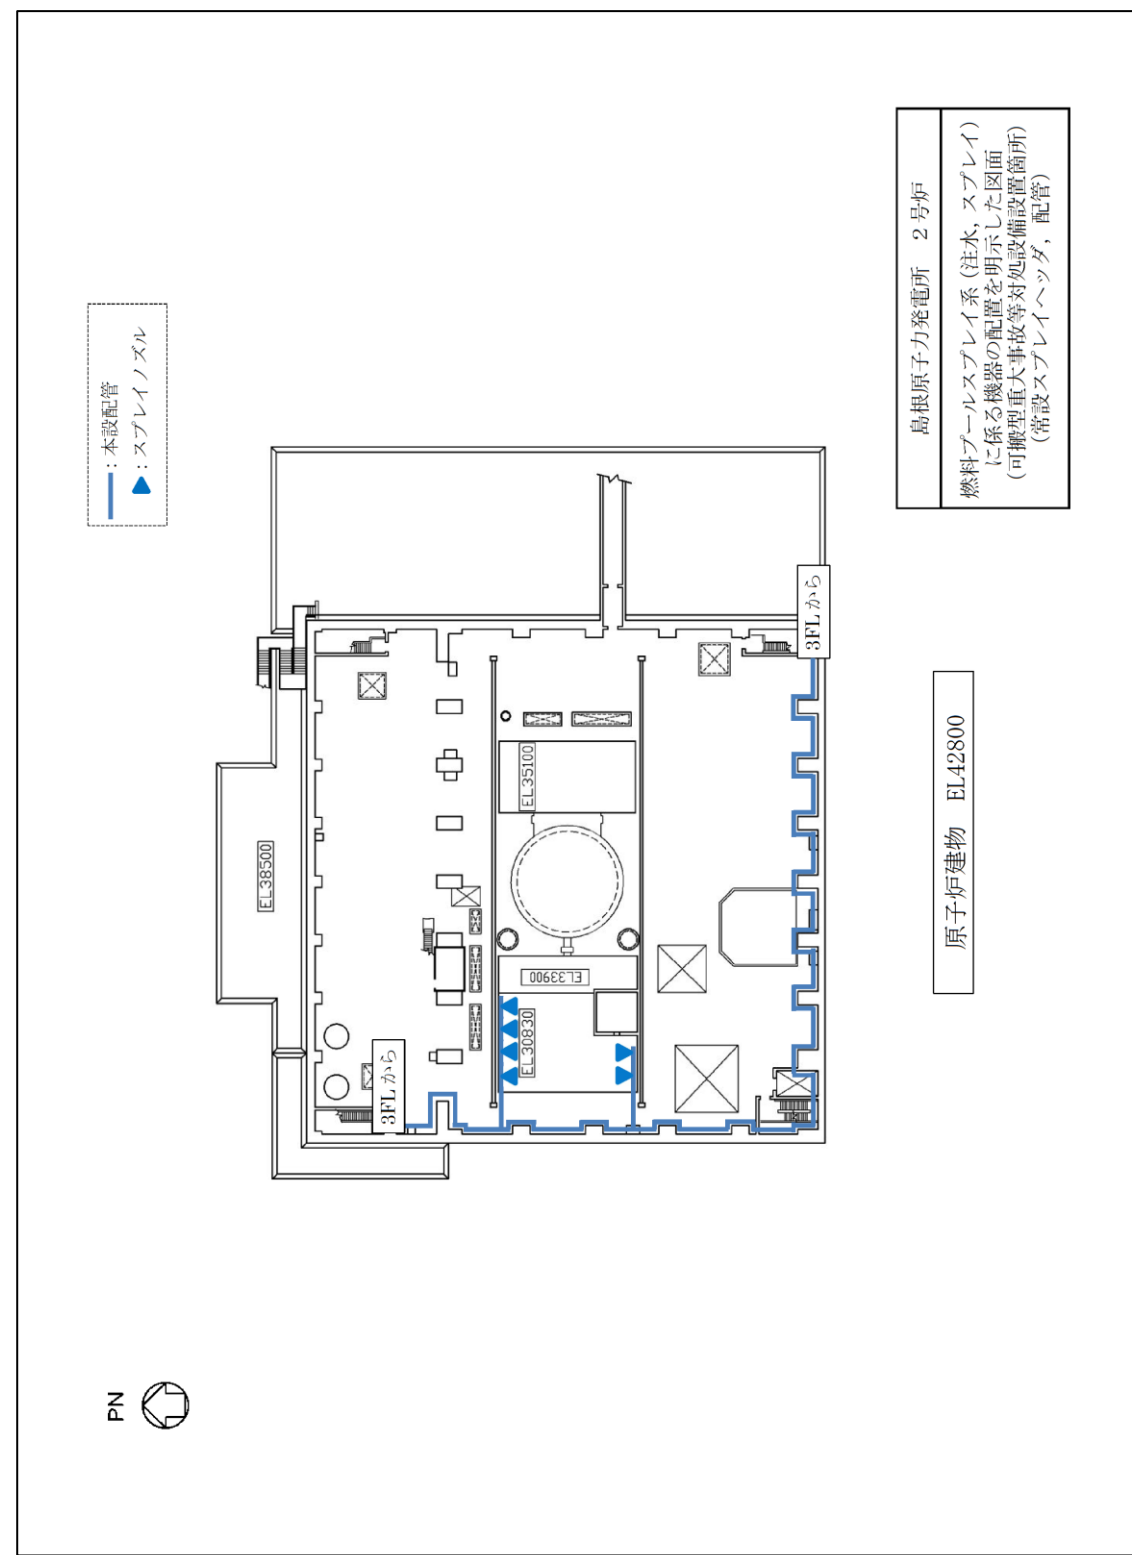 PN
：本設配管
：スプレイノズル
EL38500
3FLから
EL30830
EL33900
EL35100
3FLから
原子炉建物　EL42800
島根原子力発電所　２号炉
燃料プールスプレイ系（注水，スプレイ）
に係る機器の配置を明示した図面
（可搬型重大事故等対処設備設置箇所）
（常設スプレイヘッダ，配管）